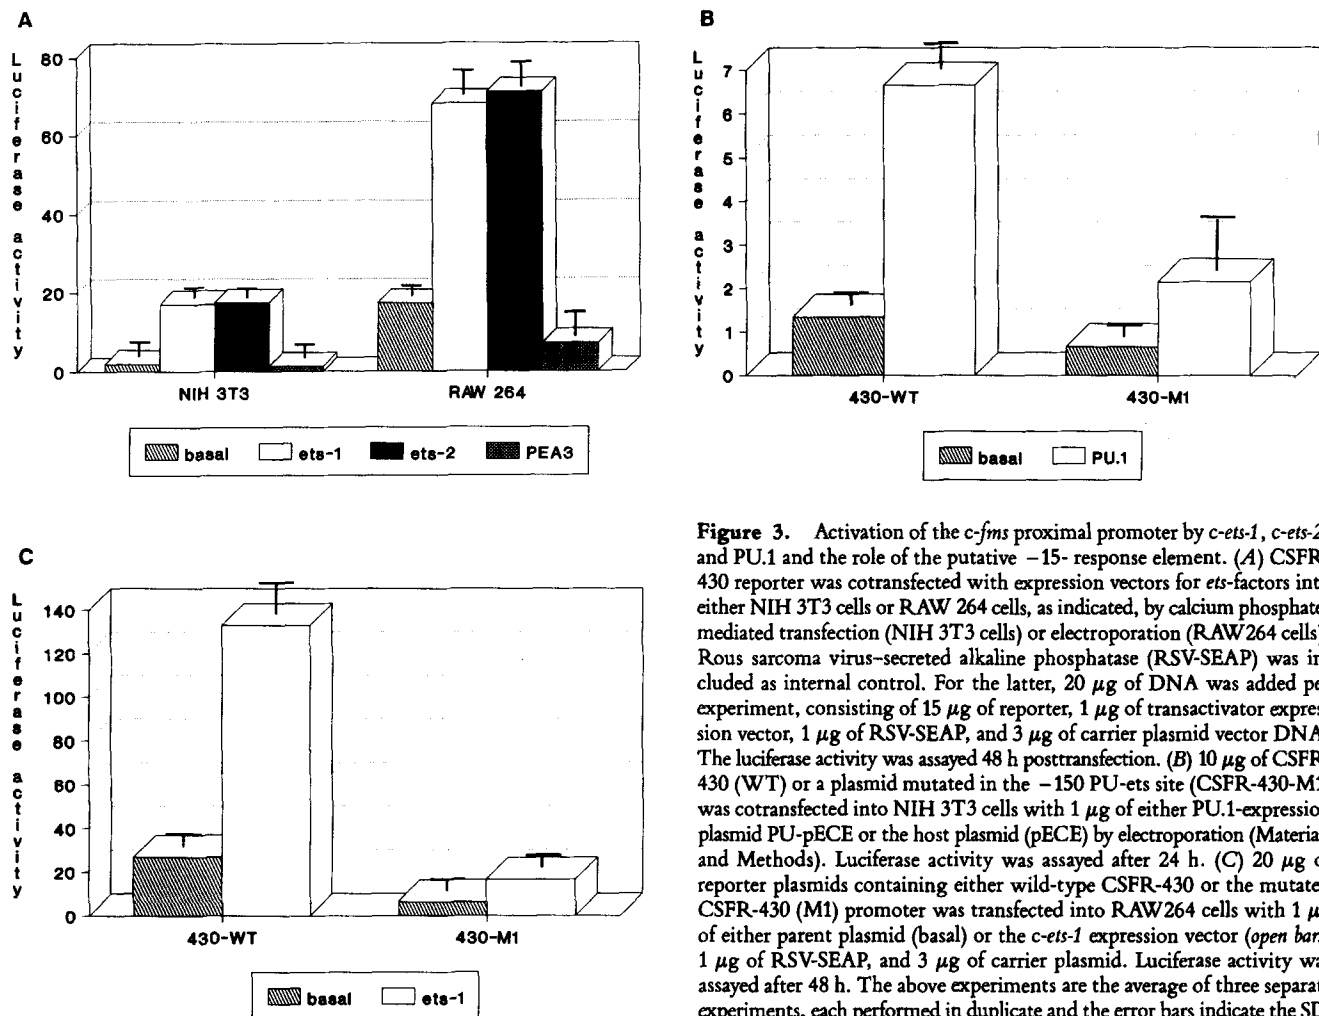 A
Luciferase activity
80
60
40
20
0
NIH 3T3
RAW 264
basal
ets-1
ets-2
PEA3
B
Luciferase activity
7
6
5
4
3
2
1
0
430-WT
430-M1
basal
PU.1
C
Luciferase activity
140
120
100
80
60
40
20
0
430-WT
430-M1
basal
ets-1
Figure 3. Activation of the c-fms proximal promoter by c-ets-1, c-ets-2
and PU.1 and the role of the putative −15- response element. (A) CSFR
430 reporter was cotransfected with expression vectors for ets-factors int
either NIH 3T3 cells or RAW 264 cells, as indicated, by calcium phosphate
mediated transfection (NIH 3T3 cells) or electroporation (RAW264 cells)
Rous sarcoma virus–secreted alkaline phosphatase (RSV-SEAP) was in
cluded as internal control. For the latter, 20 μg of DNA was added pe
experiment, consisting of 15 μg of reporter, 1 μg of transactivator expres
sion vector, 1 μg of RSV-SEAP, and 3 μg of carrier plasmid vector DNA
The luciferase activity was assayed 48 h posttransfection. (B) 10 μg of CSFR
430 (WT) or a plasmid mutated in the −150 PU-ets site (CSFR-430-M1
was cotransfected into NIH 3T3 cells with 1 μg of either PU.1-expressio
plasmid PU-pECE or the host plasmid (pECE) by electroporation (Materia
and Methods). Luciferase activity was assayed after 24 h. (C) 20 μg o
reporter plasmids containing either wild-type CSFR-430 or the mutate
CSFR-430 (M1) promoter was transfected into RAW264 cells with 1 μ
of either parent plasmid (basal) or the c-ets-1 expression vector (open bar
1 μg of RSV-SEAP, and 3 μg of carrier plasmid. Luciferase activity wa
assayed after 48 h. The above experiments are the average of three separat
experiments, each performed in duplicate and the error bars indicate the SD